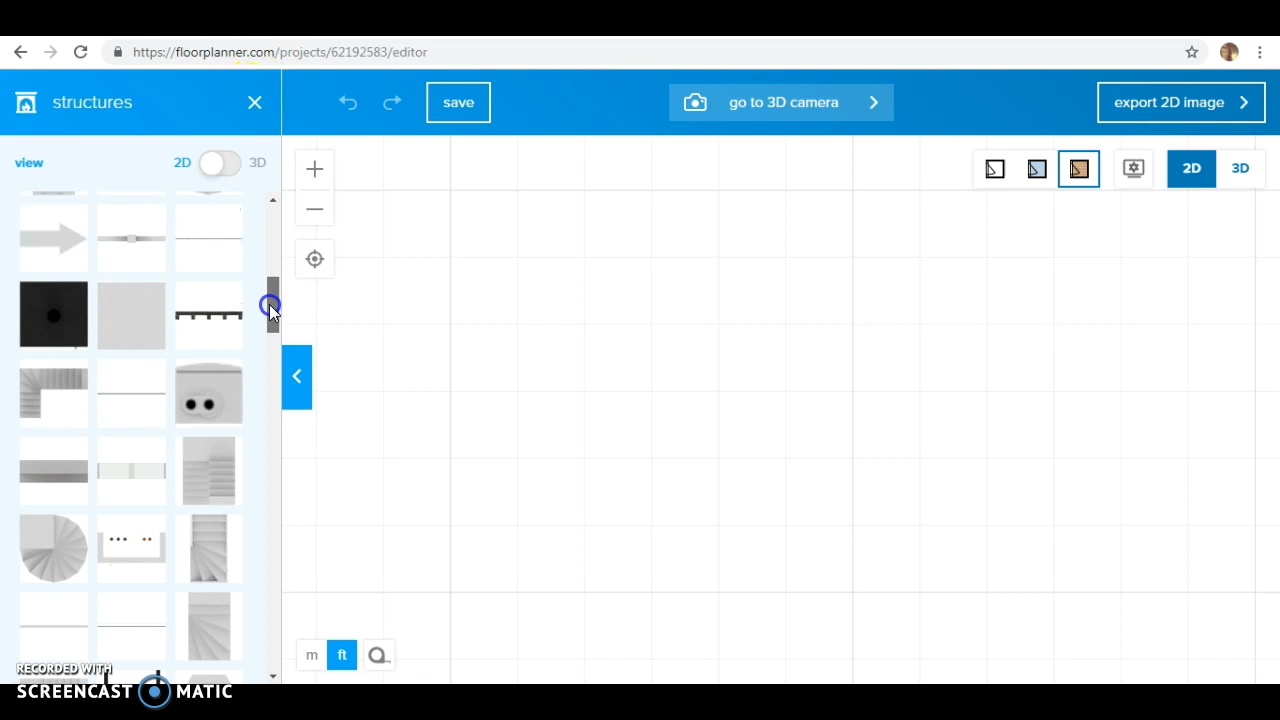 https://floorplanner.com/projects/62192583/editor
structures
save
go to 3D camera
export 2D image
view
2D
3D
2D
3D
m
ft
RECORDED WITH
SCREENCAST MATIC